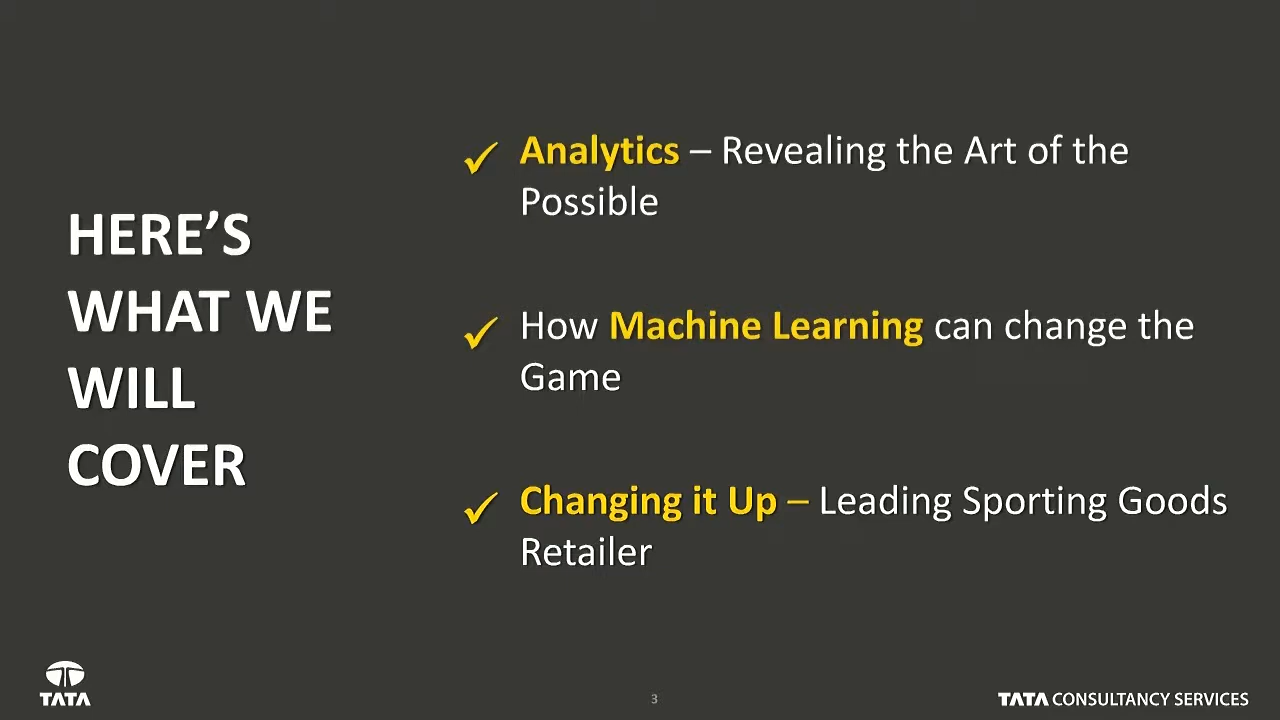 HERE’S
WHAT WE
WILL
COVER
Analytics – Revealing the Art of the
Possible
How Machine Learning can change the
Game
Changing it Up – Leading Sporting Goods
Retailer
TATA
3
TATA CONSULTANCY SERVICES